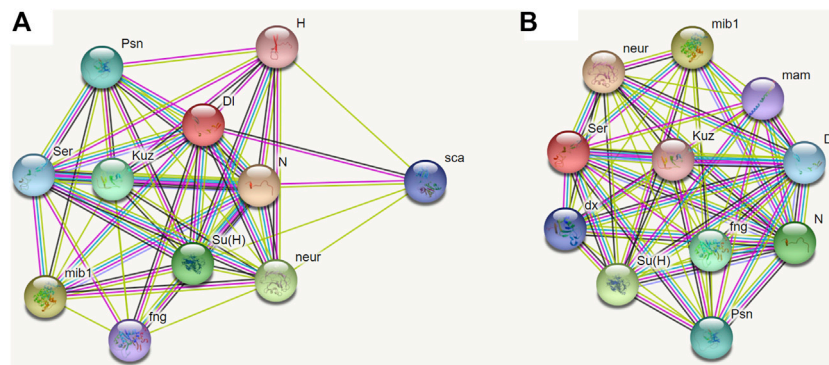 A
H
Psn
Dl
Kuz
Ser
N
sca
Su(H)
neur
mib1
fng
B
mib1
neur
mam
Ser
Kuz
D
dx
N
fng
Su(H)
Psn